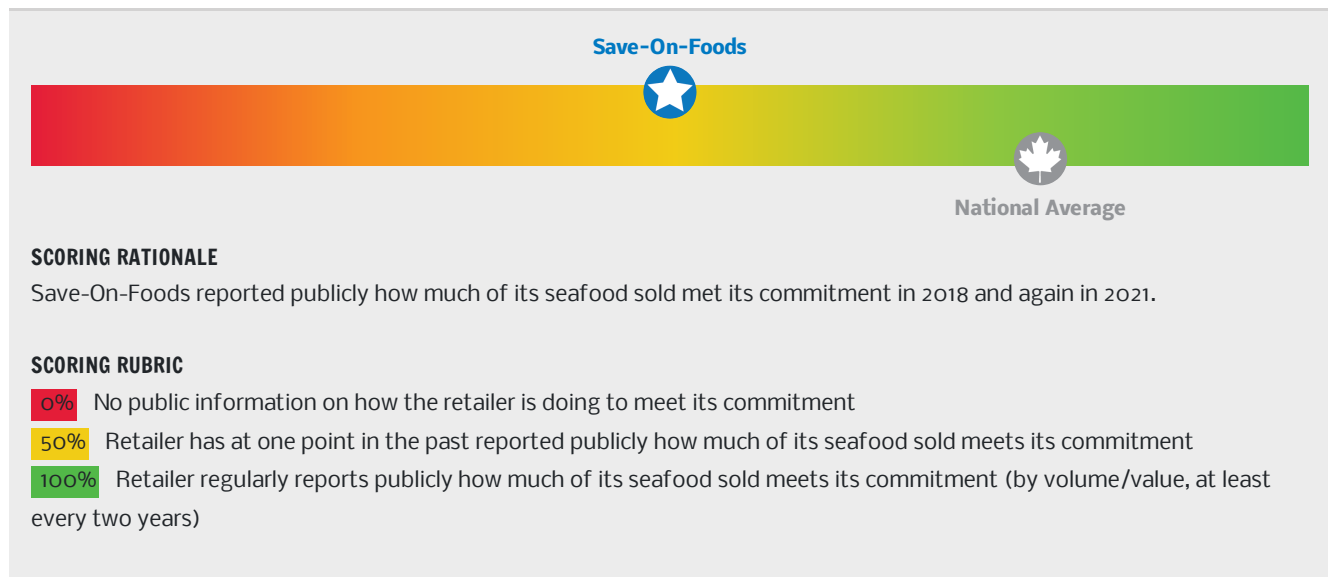 Save-On-Foods
National Average
SCORING RATIONALE
Save-On-Foods reported publicly how much of its seafood sold met its commitment in 2018 and again in 2021.
SCORING RUBRIC
0% No public information on how the retailer is doing to meet its commitment
50% Retailer has at one point in the past reported publicly how much of its seafood sold meets its commitment
100% Retailer regularly reports publicly how much of its seafood sold meets its commitment (by volume/value, at least
every two years)